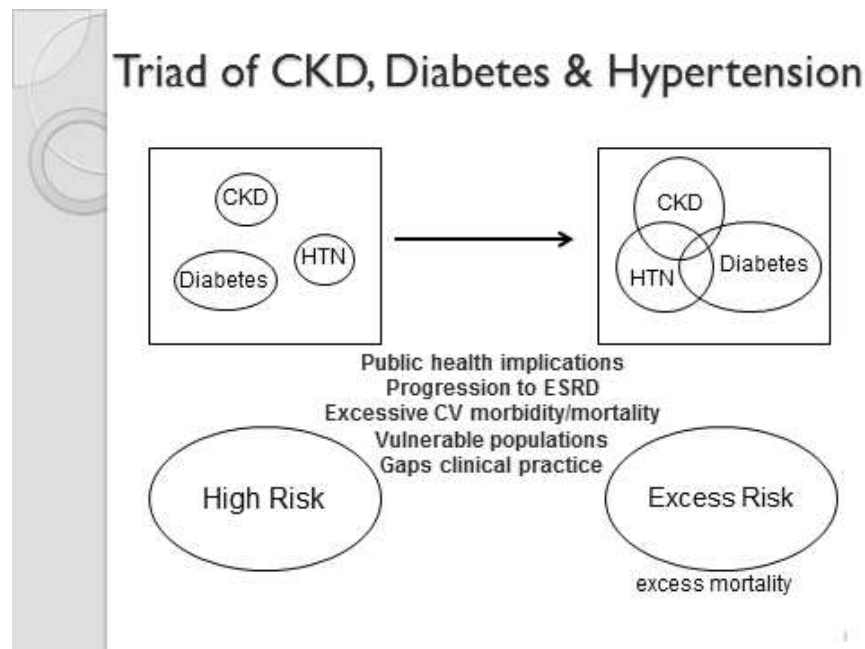 Triad of CKD, Diabetes & Hypertension
CKD
HTN
Diabetes
CKD
HTN
Diabetes
Public health implications
Progression to ESRD
Excessive CV morbidity/mortality
Vulnerable populations
Gaps clinical practice
High Risk
Excess Risk
excess mortality